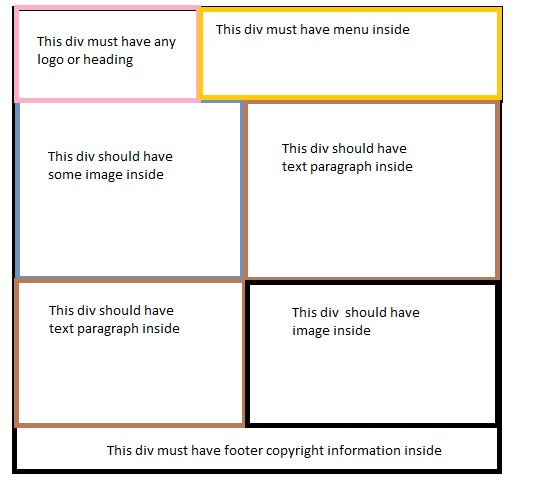 This div must have any
logo or heading
This div must have menu inside
This div should have
some image inside
This div should have
text paragraph inside
This div should have
text paragraph inside
This div  should have
image inside
This div must have footer copyright information inside